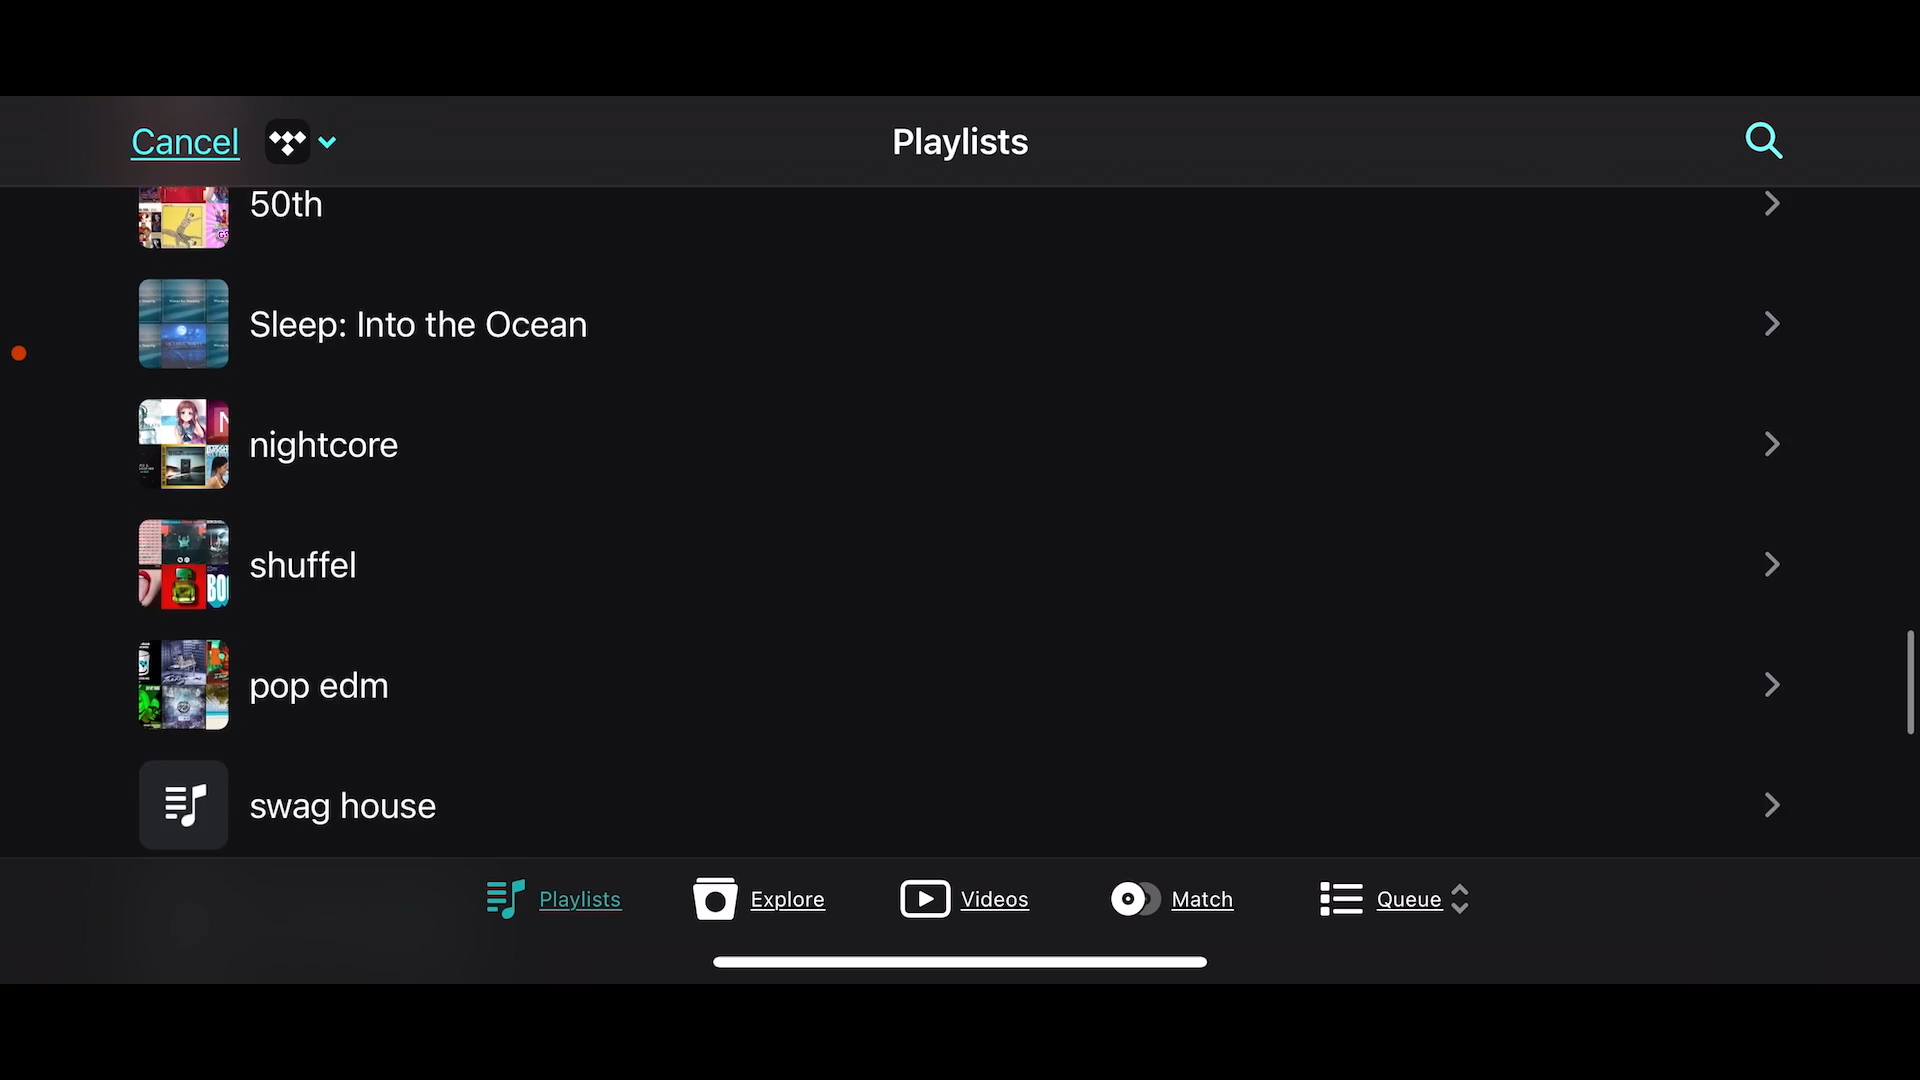 Cancel
Playlists
50th
Sleep: Into the Ocean
nightcore
shuffel
pop edm
swag house
Playlists
Explore
Videos
Match
Queue